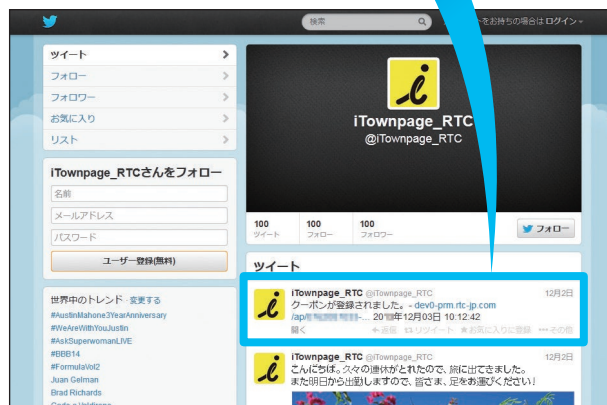 検索
をお持ちの場合は ログイン
ツイート
フォロー
フォロワー
お気に入り
リスト
iTownpage_RTCさんをフォロー
名前
メールアドレス
パスワード
ユーザー登録(無料)
世界中のトレンド · 変更する
#AustinMahone3YearAnniversary
#WeAreWithYouJustin
#AskSuperwomanLIVE
#BBB14
#FormulaVol2
Juan Gelman
Brad Richards
iTownpage_RTC
@iTownpage_RTC
100
ツイート
100
フォロー
100
フォロワー
フォロー
ツイート
iTownpage_RTC @iTownpage_RTC 12月2日
クーポンが登録されました。- dev0-prm.rtc-jp.com
/ap/ ... 年12月03日 10:12:42
開く 返信 リツイート ★お気に入りに登録 •••その他
iTownpage_RTC @iTownpage_RTC 12月2日
こんにちは。久々の連休がとれたので、旅に出てきました。
また明日から出勤しますので、皆さま、足をお運びください!